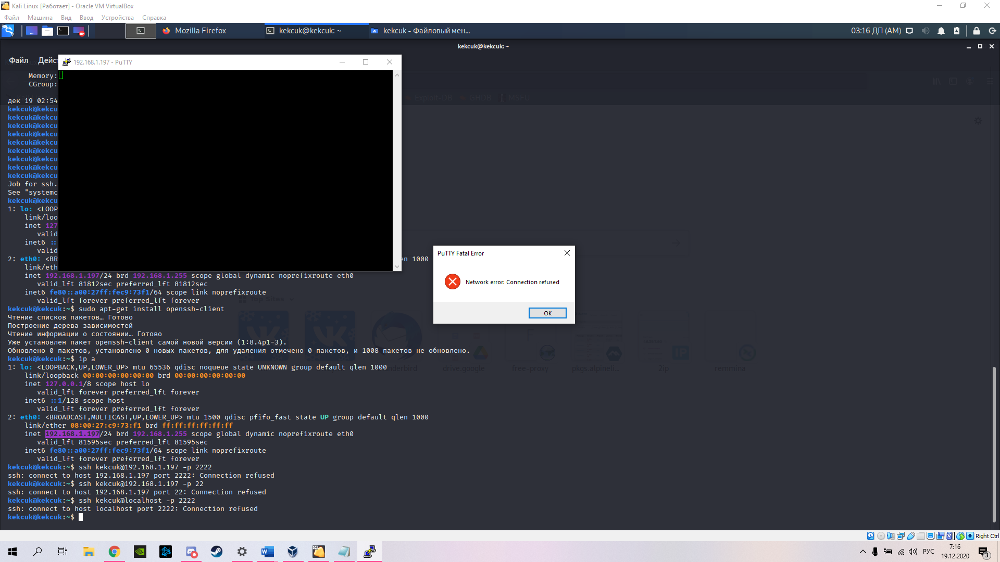 Kali Linux [Работает] - Oracle VM VirtualBox
Файл Машина Вид Ввод Устройства Справка
Mozilla Firefox
kekcuk@kekcuk: ~
kekcuk - Файловый мен...
03:16 ДП (AM)
kekcuk@kekcuk: ~
Файл Дейст
192.168.1.197 - PuTTY
Memory:
CGroup:
Exploit-DB GHDB MSFU
дек 19 02:54
kekcuk@kekcu
kekcuk@kekcu
kekcuk@kekcu
kekcuk@kekcu
kekcuk@kekcu
kekcuk@kekcu
kekcuk@kekcu
kekcuk@kekcu
kekcuk@kekcu
Job for ssh.
See "systemc
kekcuk@kekcu
1: lo: <LOOP
link/loo
inet 127
valid
inet6 ::
valid
2: eth0: <BR en 1000
link/eth
inet 192.168.1.197/24 brd 192.168.1.255 scope global dynamic noprefixroute eth0
valid_lft 81812sec preferred_lft 81812sec
inet6 fe80::a00:27ff:fec9:73f1/64 scope link noprefixroute
valid_lft forever preferred_lft forever
PuTTY Fatal Error
Network error: Connection refused
OK
Top Sites
kekcuk@kekcuk:~$ sudo apt-get install openssh-client
Чтение списков пакетов… Готово
Построение дерева зависимостей
Чтение информации о состоянии… Готово
Уже установлен пакет openssh-client самой новой версии (1:8.4p1-3).
Обновлено 0 пакетов, установлено 0 новых пакетов, для удаления отмечено 0 пакетов, и 1008 пакетов не обновлено.
kekcuk@kekcuk:~$ ip a
1: lo: <LOOPBACK,UP,LOWER_UP> mtu 65536 qdisc noqueue state UNKNOWN group default qlen 1000
link/loopback 00:00:00:00:00:00 brd 00:00:00:00:00:00
nderbird drive.google free-proxy pkgs.alpineli... 2ip remmina
inet 127.0.0.1/8 scope host lo
valid_lft forever preferred_lft forever
inet6 ::1/128 scope host
valid_lft forever preferred_lft forever
2: eth0: <BROADCAST,MULTICAST,UP,LOWER_UP> mtu 1500 qdisc pfifo_fast state UP group default qlen 1000
link/ether 08:00:27:c9:73:f1 brd ff:ff:ff:ff:ff:ff
inet 192.168.1.197/24 brd 192.168.1.255 scope global dynamic noprefixroute eth0
valid_lft 81595sec preferred_lft 81595sec
inet6 fe80::a00:27ff:fec9:73f1/64 scope link noprefixroute
valid_lft forever preferred_lft forever
kekcuk@kekcuk:~$ ssh kekcuk@192.168.1.197 -p 2222
ssh: connect to host 192.168.1.197 port 2222: Connection refused
kekcuk@kekcuk:~$ ssh kekcuk@192.168.1.197 -p 22
ssh: connect to host 192.168.1.197 port 22: Connection refused
kekcuk@kekcuk:~$ ssh kekcuk@localhost -p 2222
ssh: connect to host localhost port 2222: Connection refused
kekcuk@kekcuk:~$
Right Ctrl
РУС
7:16
19.12.2020
3